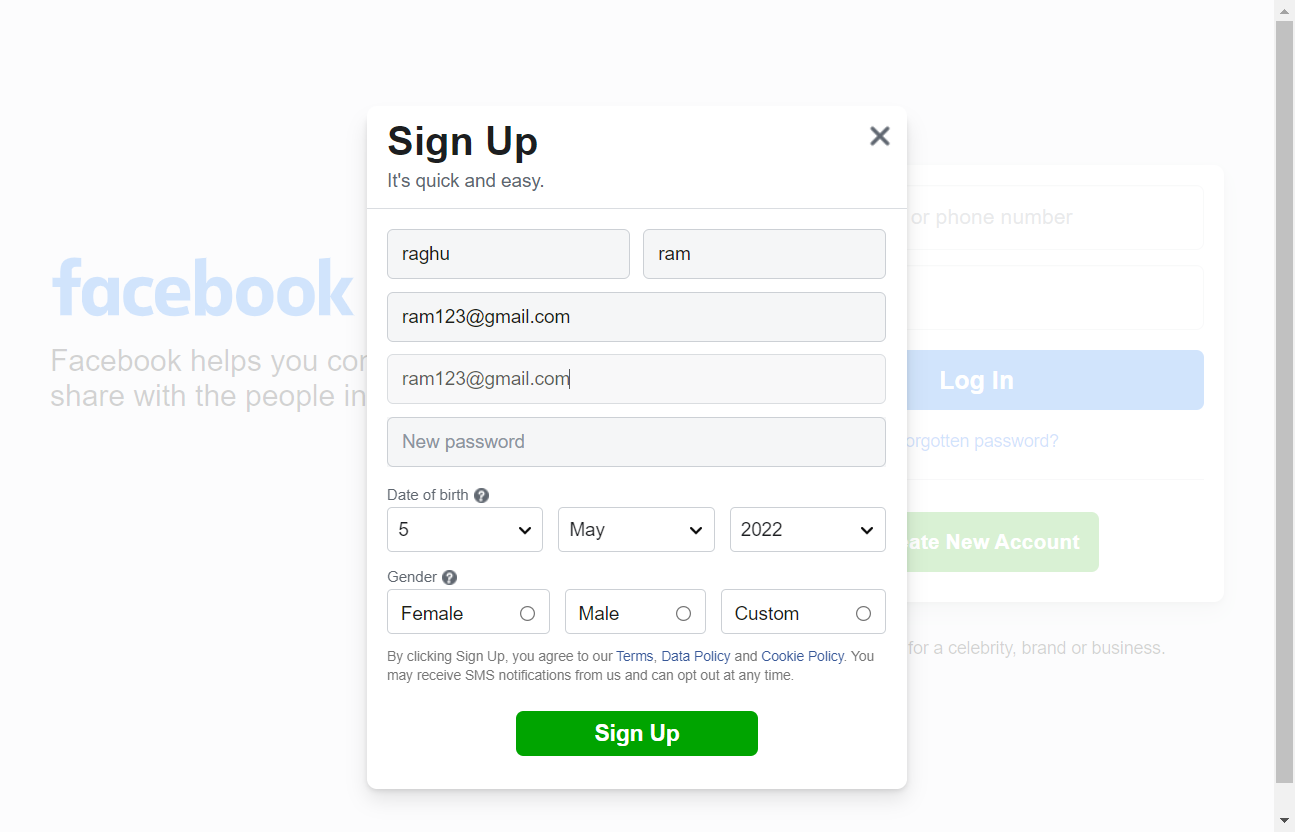 Sign Up
It's quick and easy.
raghu ram
ram123@gmail.com
ram123@gmail.com
New password
Date of birth ?
5 May 2022
Gender ?
Female Male Custom
By clicking Sign Up, you agree to our Terms, Data Policy and Cookie Policy. You
may receive SMS notifications from us and can opt out at any time.
Sign Up
facebook
Facebook helps you
share with the people in
or phone number
Log In
password?
New Account
for a celebrity, brand or business.